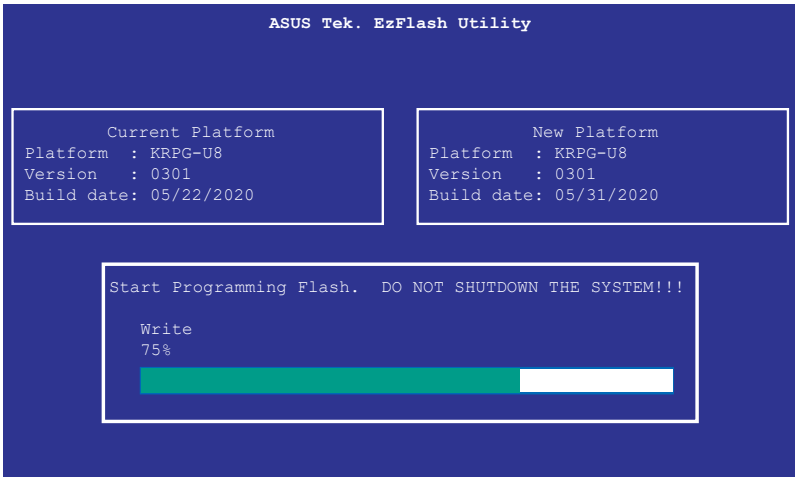 ASUS Tek. EzFlash Utility
Current Platform
Platform  : KRPG-U8
Version   : 0301
Build date: 05/22/2020
New Platform
Platform  : KRPG-U8
Version   : 0301
Build date: 05/31/2020
Start Programming Flash.  DO NOT SHUTDOWN THE SYSTEM!!!
Write
75%